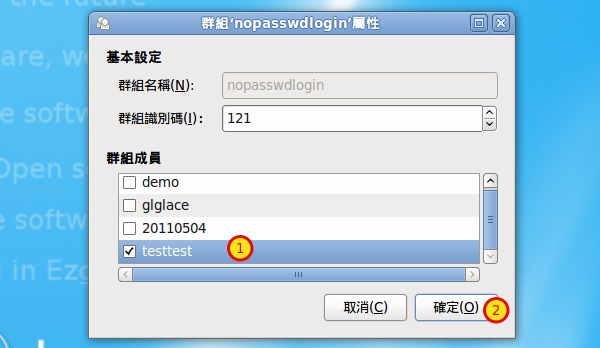 the future
群組‘nopasswdlogin’屬性
are, we
基本設定
群組名稱(N): nopasswdlogin
e softw
群組識別碼(I): 121
群組成員
Open s
demo
glglace
e softw
20110504
testtest 1
l in Ezg
取消(C) 確定(O) 2